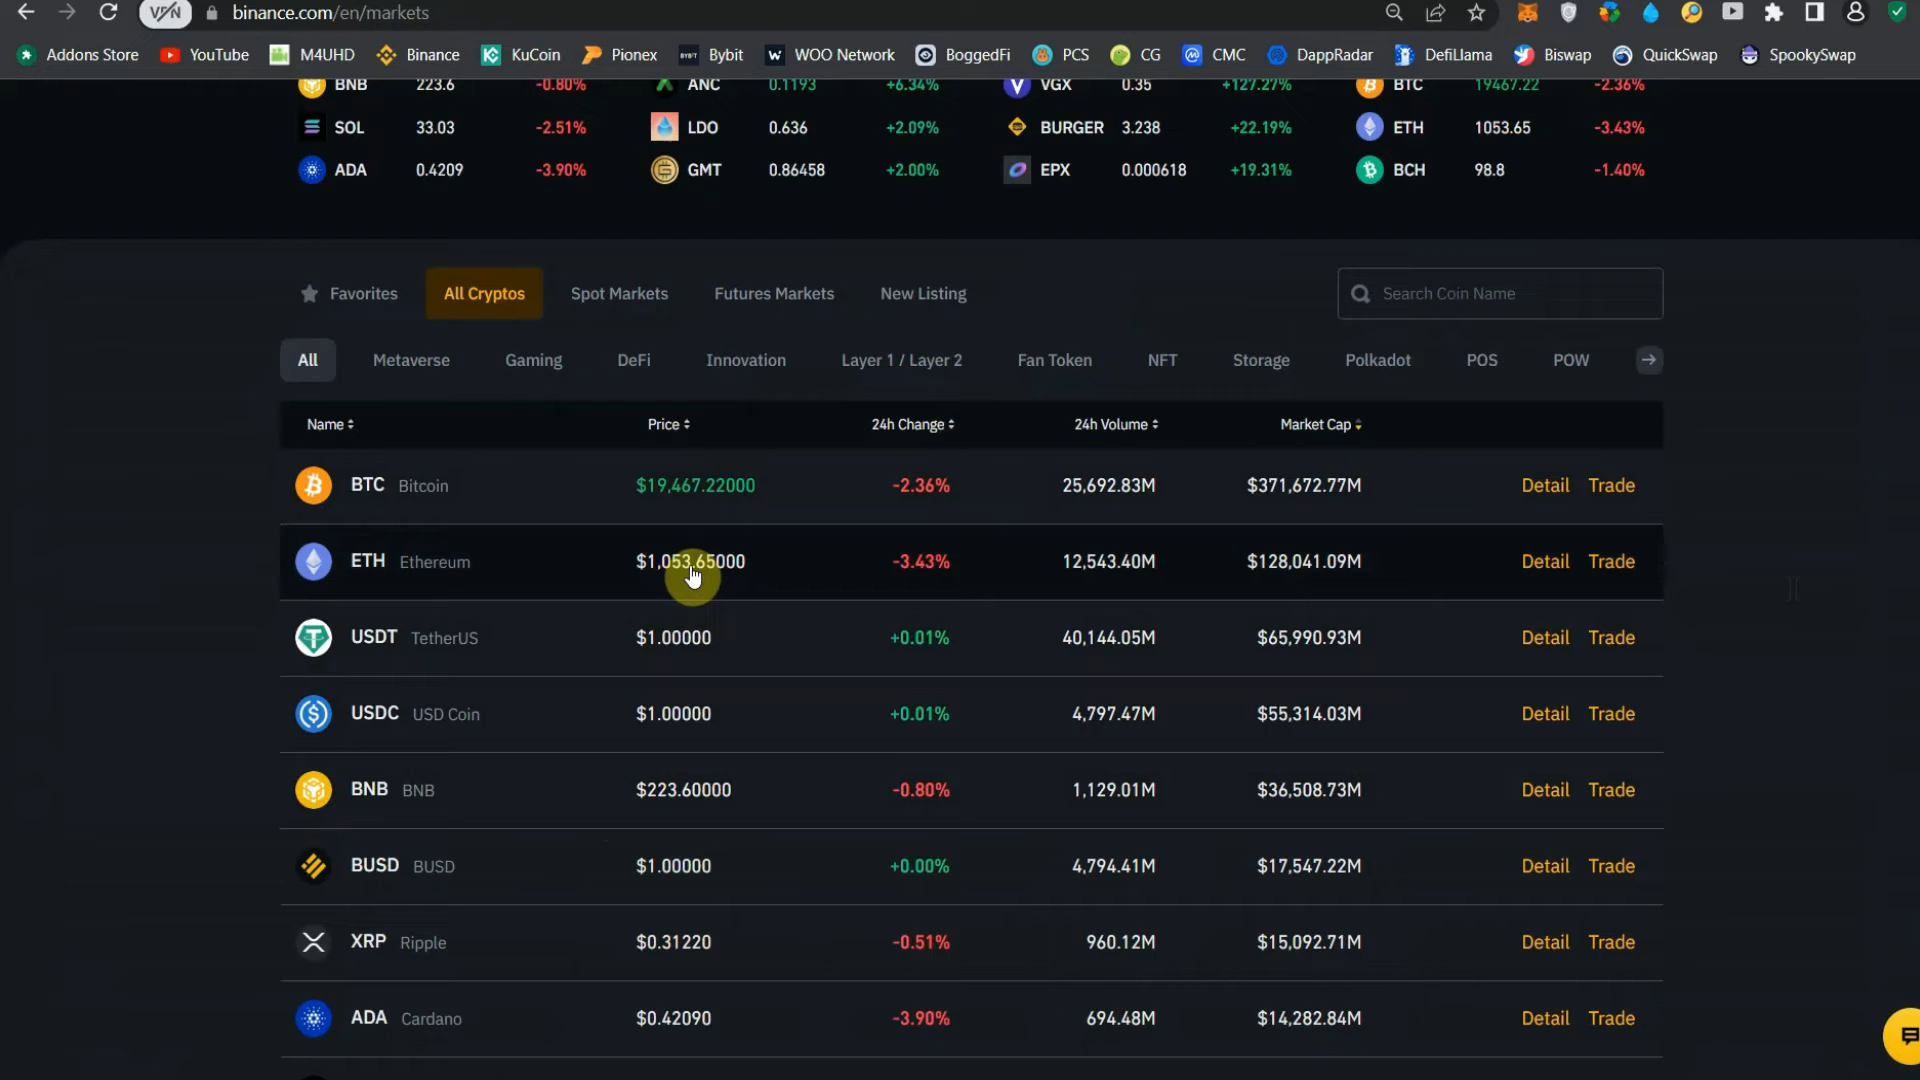 VPN binance.com/en/markets
Addons Store YouTube M4UHD Binance KuCoin Pionex Bybit WOO Network BoggedFi PCS CG CMC DappRadar DefiLlama Biswap QuickSwap SpookySwap
BNB 223.6 -0.80% ANC 0.1193 +6.34% VGX 0.35 +127.27% BTC 19467.22 -2.36%
SOL 33.03 -2.51% LDO 0.636 +2.09% BURGER 3.238 +22.19% ETH 1053.65 -3.43%
ADA 0.4209 -3.90% GMT 0.86458 +2.00% EPX 0.000618 +19.31% BCH 98.8 -1.40%
Favorites All Cryptos Spot Markets Futures Markets New Listing Search Coin Name
All Metaverse Gaming DeFi Innovation Layer 1 / Layer 2 Fan Token NFT Storage Polkadot POS POW
Name Price 24h Change 24h Volume Market Cap
BTC Bitcoin $19,467.22000 -2.36% 25,692.83M $371,672.77M Detail Trade
ETH Ethereum $1,053.65000 -3.43% 12,543.40M $128,041.09M Detail Trade
USDT TetherUS $1.00000 +0.01% 40,144.05M $65,990.93M Detail Trade
USDC USD Coin $1.00000 +0.01% 4,797.47M $55,314.03M Detail Trade
BNB BNB $223.60000 -0.80% 1,129.01M $36,508.73M Detail Trade
BUSD BUSD $1.00000 +0.00% 4,794.41M $17,547.22M Detail Trade
XRP Ripple $0.31220 -0.51% 960.12M $15,092.71M Detail Trade
ADA Cardano $0.42090 -3.90% 694.48M $14,282.84M Detail Trade